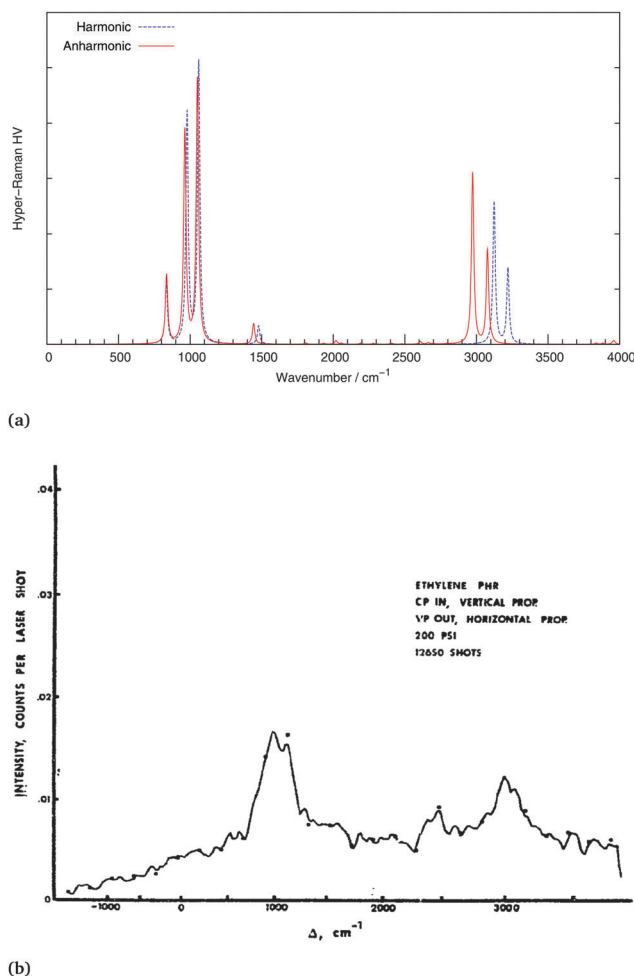 Harmonic
Anharmonic
Hyper-Raman HV
0 500 1000 1500 2000 2500 3000 3500 4000
Wavenumber / cm⁻¹
(a)
.04
.03
.02
.01
0
INTENSITY, COUNTS PER LASER SHOT
ETHYLENE PHR
CP IN, VERTICAL PROP.
VP OUT, HORIZONTAL PROP.
200 PSI
12650 SHOTS
-1000 0 1000 2000 3000
Δ, cm⁻¹
(b)